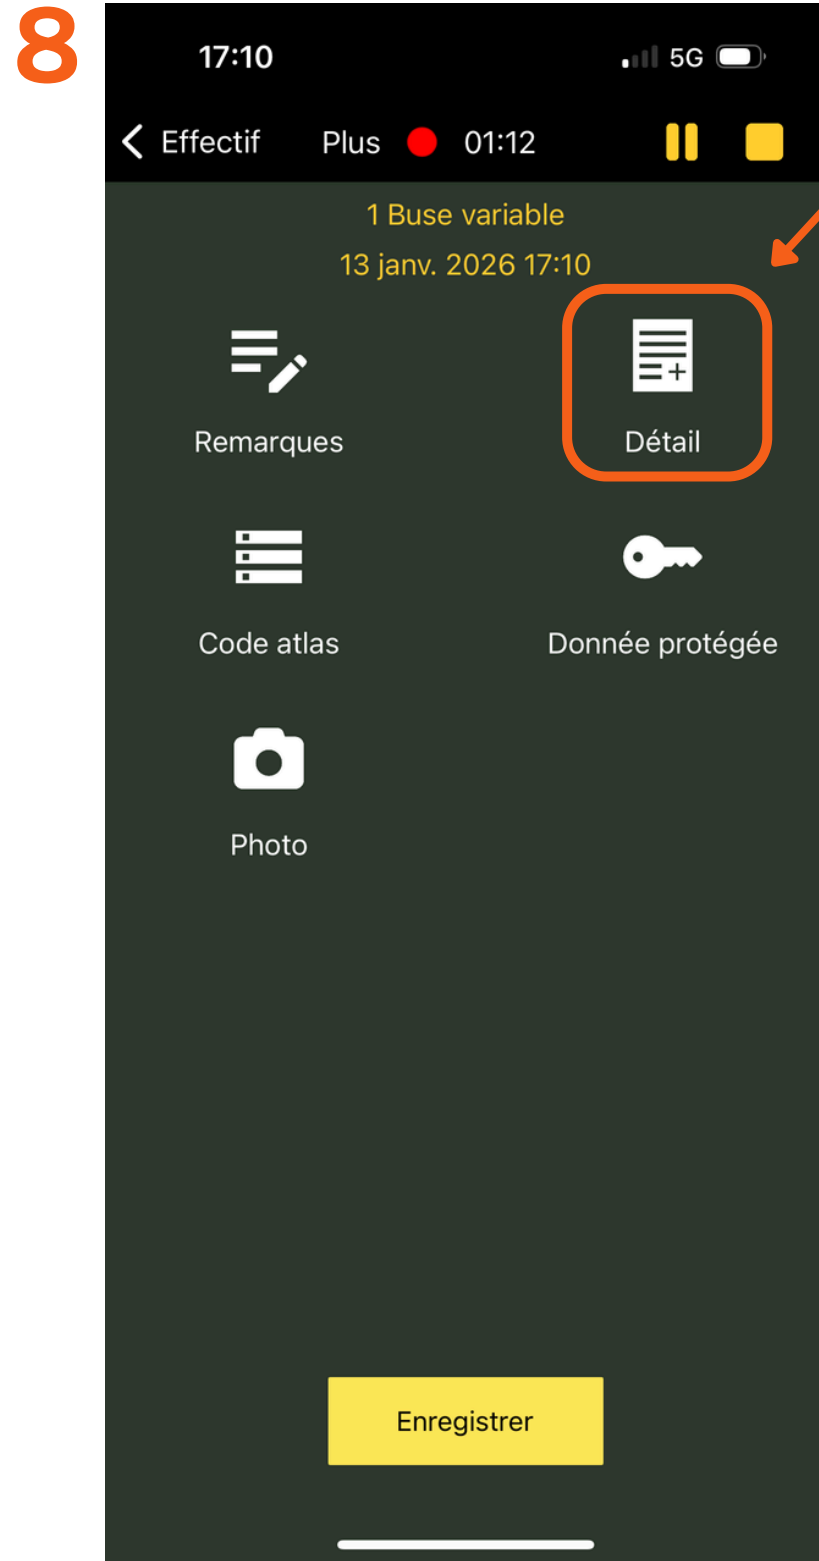 8
17:10 5G
Effectif Plus 01:12
1 Buse variable
13 janv. 2026 17:10
Remarques Détail
Code atlas Donnée protégée
Photo
Enregistrer